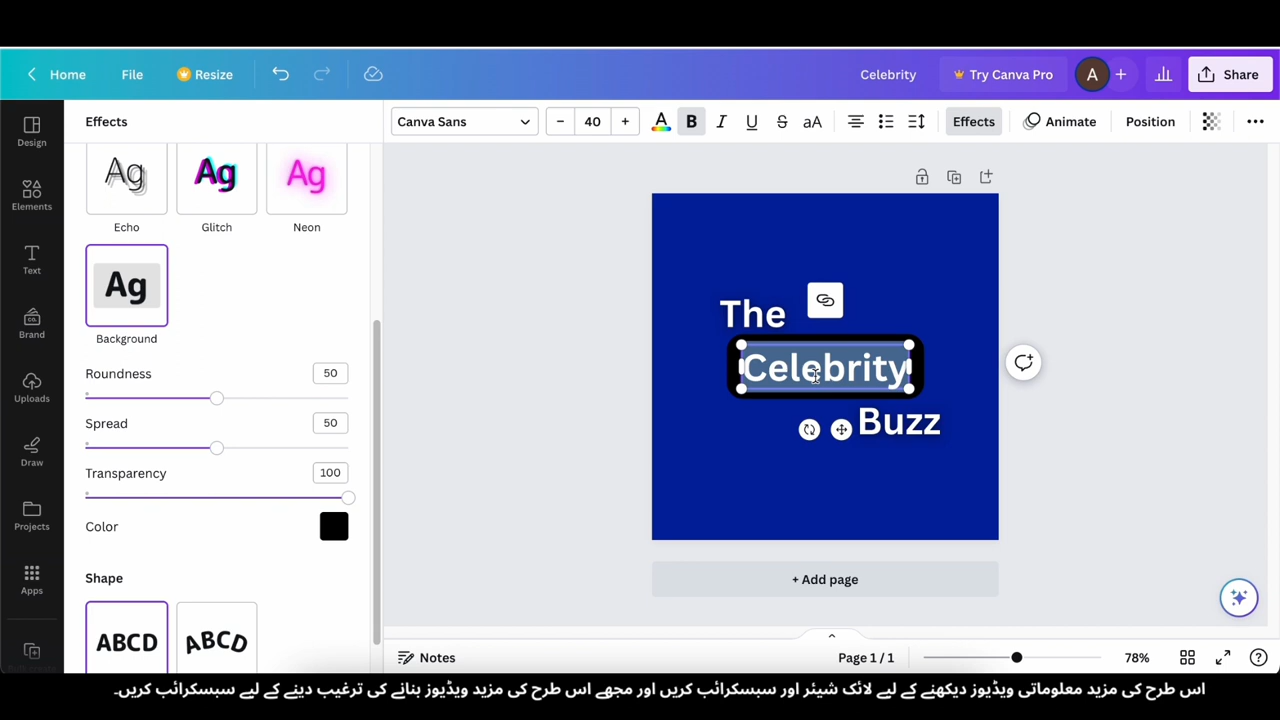 Home File Resize Celebrity Try Canva Pro A + Share
Design
Elements
Text
Brand
Uploads
Draw
Projects
Apps
Effects
Canva Sans – 40 + A B I U S aA Effects Animate Position
Ag Ag Ag
Echo Glitch Neon
Ag
Background
Roundness 50
Spread 50
Transparency 100
Color
Shape
ABCD ABCD
The
Celebrity
Buzz
+ Add page
Notes Page 1 / 1 78%
اس طرح کی مزید معلوماتی ویڈیوز دیکھنے کے لیے لائک شیئر اور سبسکرائب کریں اور مجھے اس طرح کی مزید ویڈیوز بنانے کی ترغیب دینے کے لیے سبسکرائب کریں۔